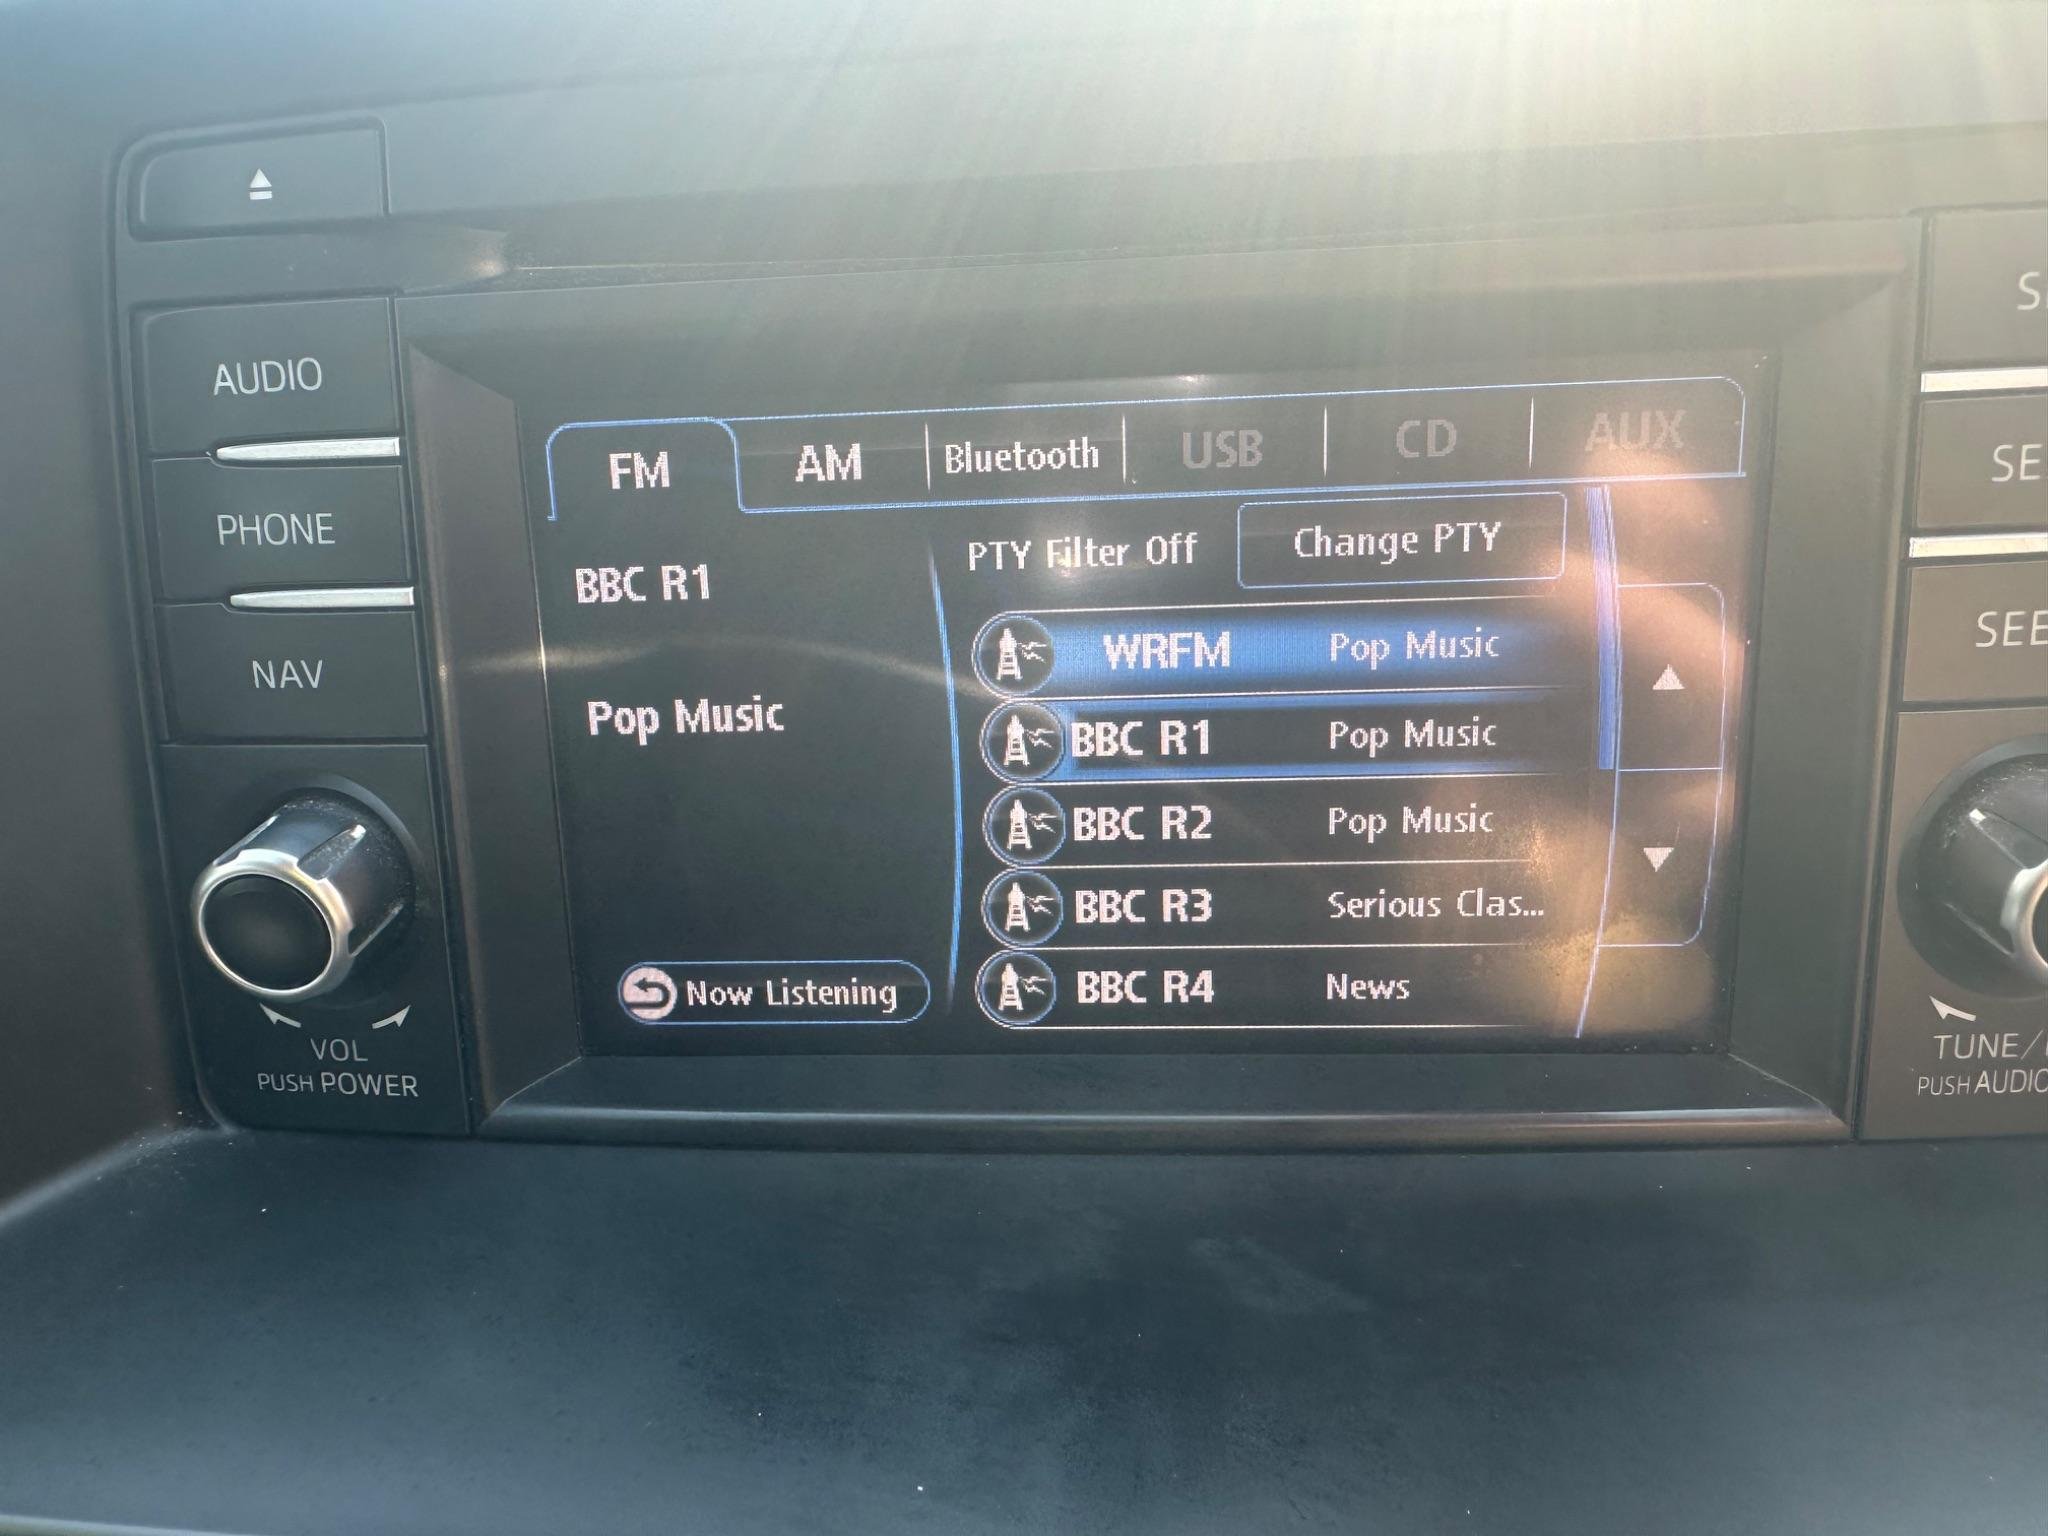 AUDIO
PHONE
NAV
VOL
PUSH POWER
FM AM Bluetooth USB CD AUX
BBC R1
Pop Music
Now Listening
PTY Filter Off Change PTY
WRFM Pop Music
BBC R1 Pop Music
BBC R2 Pop Music
BBC R3 Serious Clas...
BBC R4 News
TUNE/
PUSH AUDIO